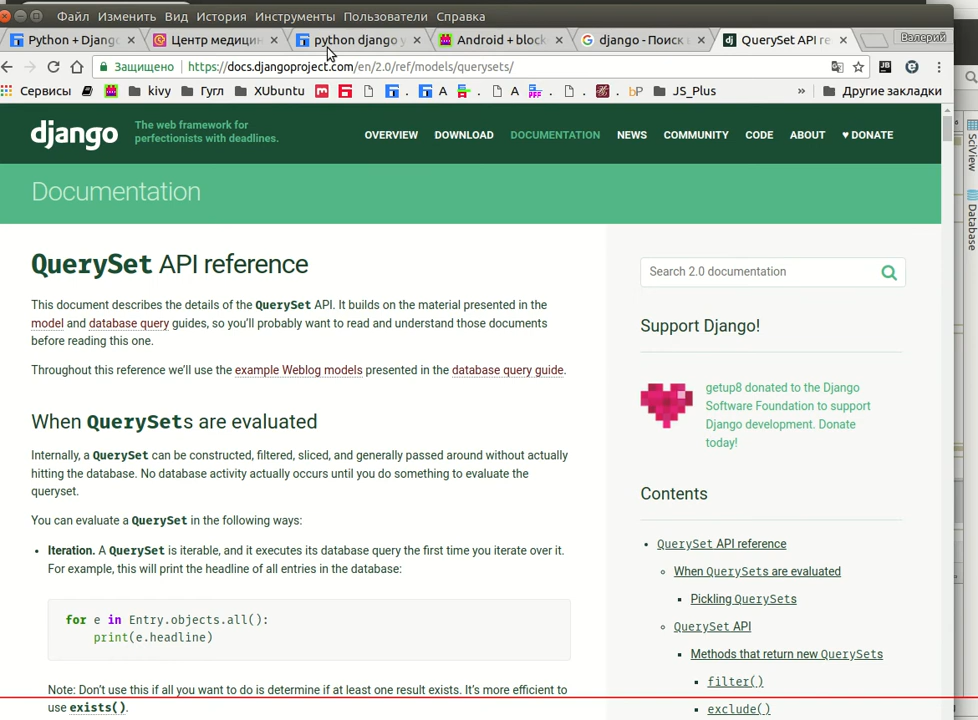 Файл Изменить Вид История Инструменты Пользователи Справка
Python + Djang
Центр медицин
python django y
Android + block
django - Поиск
QuerySet API re
Валерий
Защищено https://docs.djangoproject.com/en/2.0/ref/models/querysets/
Сервисы kivy Гугл XUbuntu . A . A . . bP JS_Plus » Другие закладки
django
The web framework for
perfectionists with deadlines.
OVERVIEW DOWNLOAD DOCUMENTATION NEWS COMMUNITY CODE ABOUT ♥ DONATE
SciView
Database
Documentation
QuerySet API reference
This document describes the details of the QuerySet API. It builds on the material presented in the
model and database query guides, so you’ll probably want to read and understand those documents
before reading this one.
Throughout this reference we’ll use the example Weblog models presented in the database query guide.
When QuerySets are evaluated
Internally, a QuerySet can be constructed, filtered, sliced, and generally passed around without actually
hitting the database. No database activity actually occurs until you do something to evaluate the
queryset.
You can evaluate a QuerySet in the following ways:
• Iteration. A QuerySet is iterable, and it executes its database query the first time you iterate over it.
For example, this will print the headline of all entries in the database:
for e in Entry.objects.all():
    print(e.headline)
Note: Don’t use this if all you want to do is determine if at least one result exists. It’s more efficient to
use exists().
Search 2.0 documentation
Support Django!
getup8 donated to the Django
Software Foundation to support
Django development. Donate
today!
Contents
QuerySet API reference
When QuerySets are evaluated
Pickling QuerySets
QuerySet API
Methods that return new QuerySets
filter()
exclude()